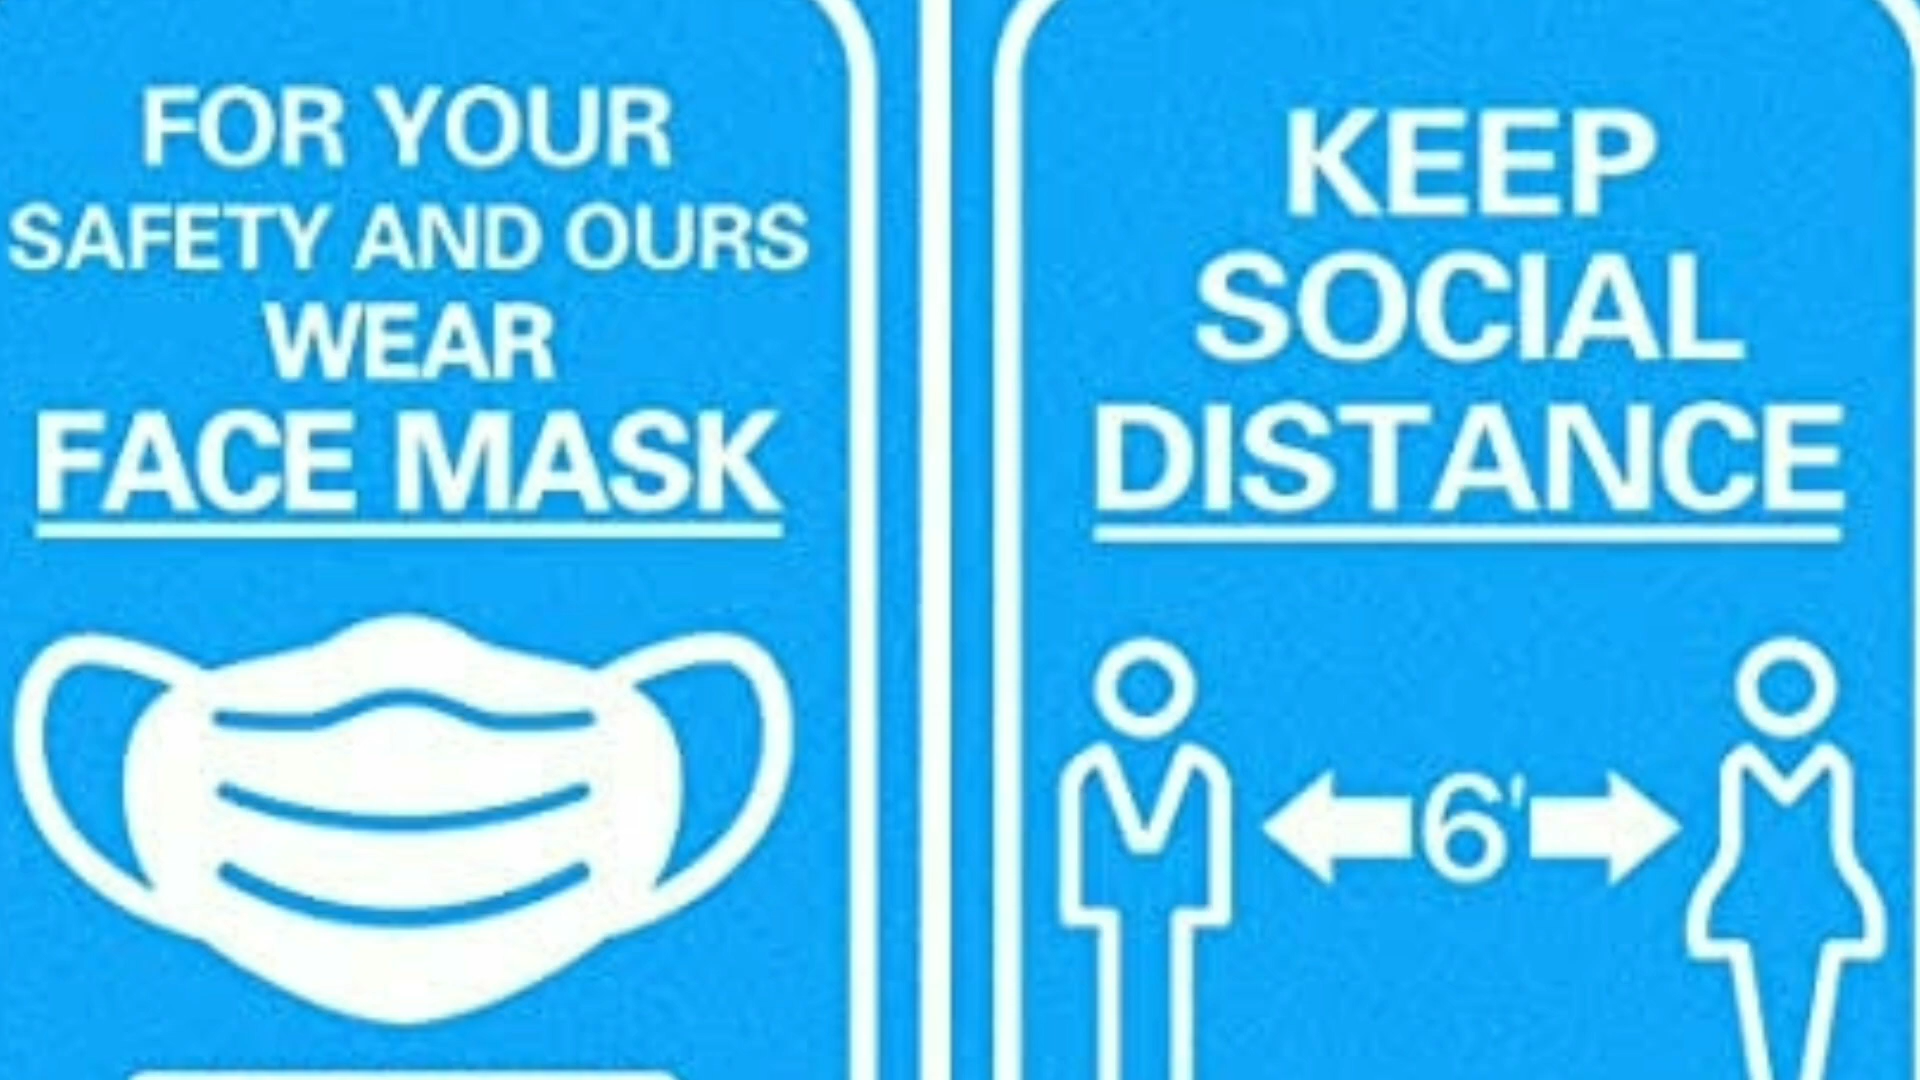 FOR YOUR
SAFETY AND OURS
WEAR
FACE MASK
KEEP
SOCIAL
DISTANCE
6'